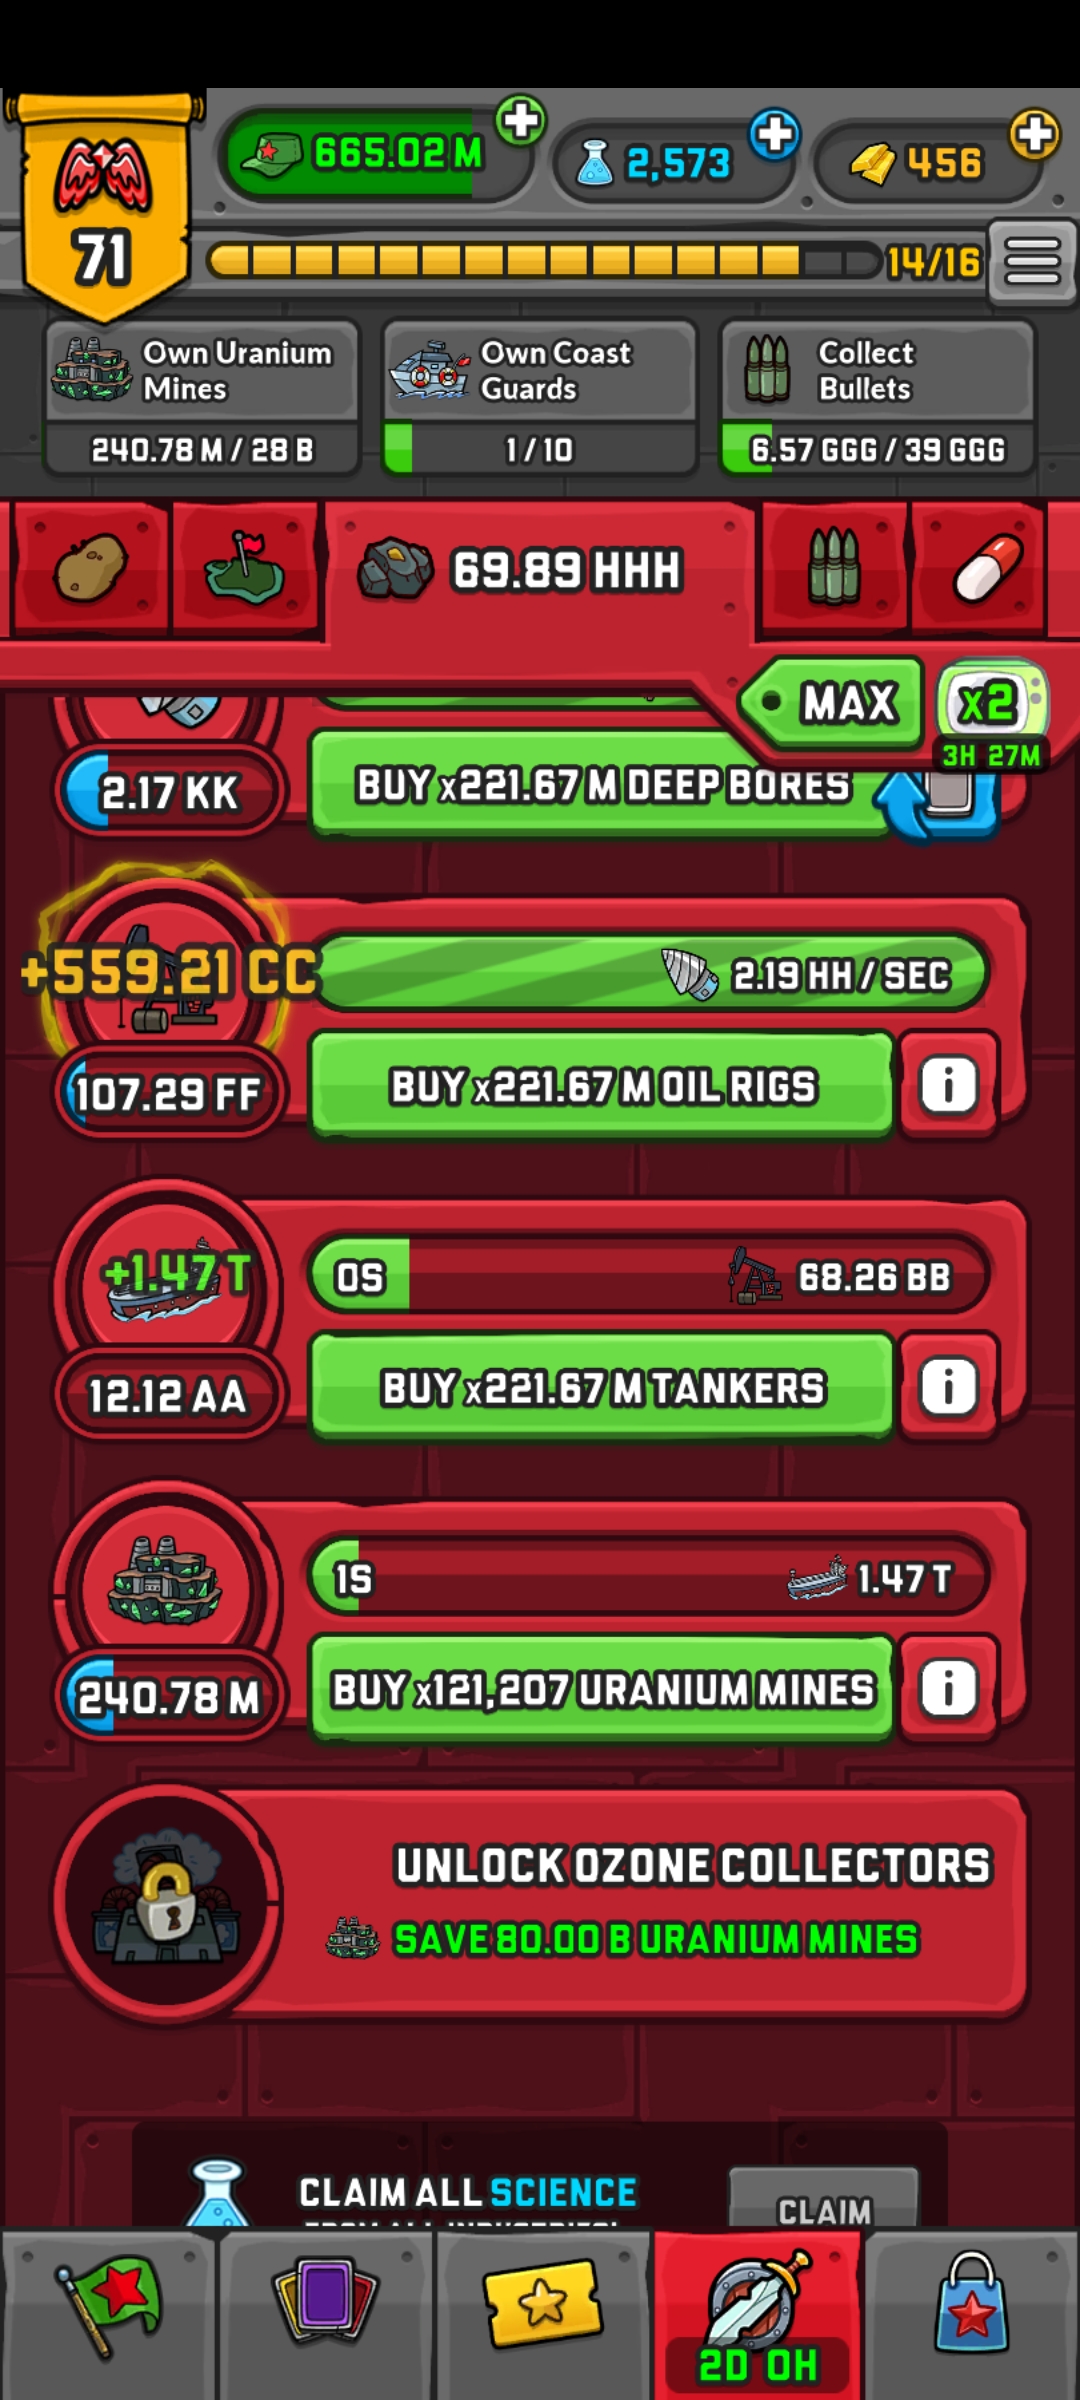 665.02 M
2,573
456
71
14/16
Own Uranium
Mines
240.78 M / 28 B
Own Coast
Guards
1/10
Collect
Bullets
6.57 GGG / 39 GGG
69.89 HHH
MAX
x2
3H 27M
2.17 KK
BUY x221.67 M DEEP BORES
+559.21 CC
2.19 HH / SEC
107.29 FF
BUY x221.67 M OIL RIGS
i
+1.47 T
0S
68.26 BB
12.12 AA
BUY x221.67 M TANKERS
i
1S
1.47 T
240.78 M
BUY x121,207 URANIUM MINES
i
UNLOCK OZONE COLLECTORS
SAVE 80.00 B URANIUM MINES
CLAIM ALL SCIENCE
FROM ALL INDUSTRIES!
CLAIM
2D 0H